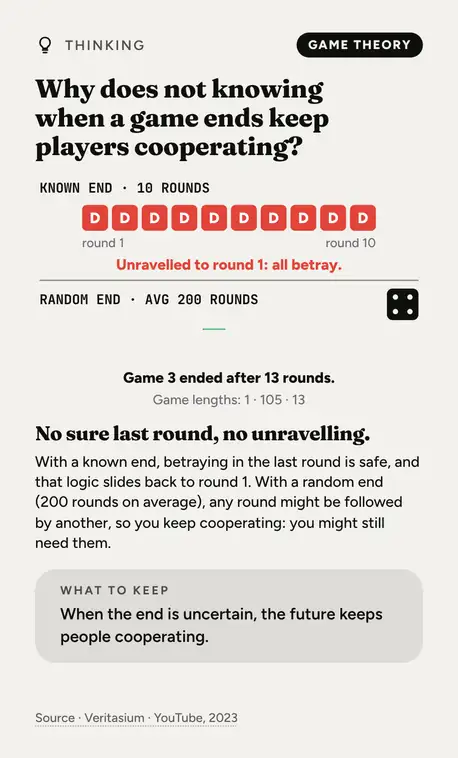 THINKING
GAME THEORY
Why does not knowing
when a game ends keep
players cooperating?
KNOWN END · 10 ROUNDS
D D D D D D D D D D
round 1 round 10
Unravelled to round 1: all betray.
RANDOM END · AVG 200 ROUNDS
Game 3 ended after 13 rounds.
Game lengths: 1 · 105 · 13
No sure last round, no unravelling.
With a known end, betraying in the last round is safe, and
that logic slides back to round 1. With a random end
(200 rounds on average), any round might be followed
by another, so you keep cooperating: you might still
need them.
WHAT TO KEEP
When the end is uncertain, the future keeps
people cooperating.
Source · Veritasium · YouTube, 2023